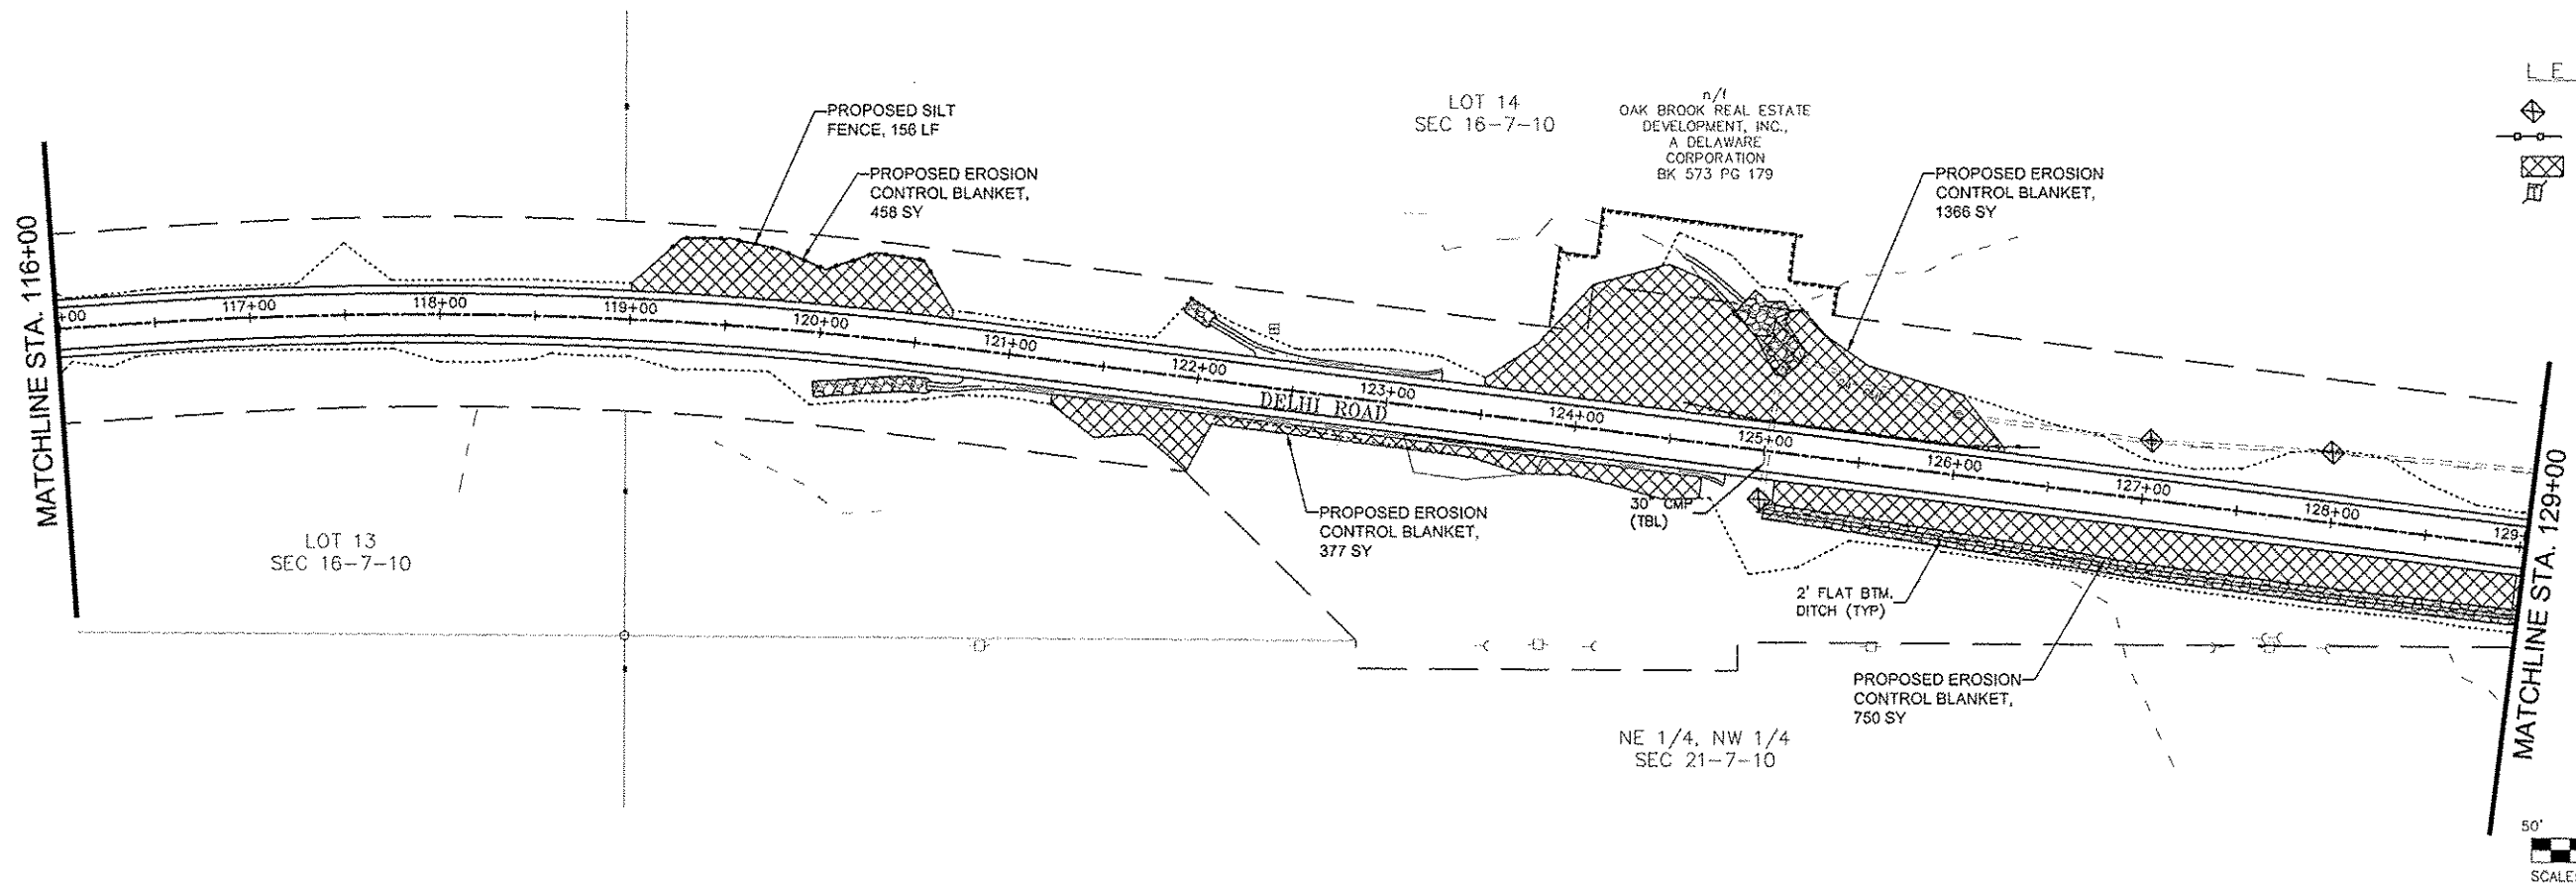 PROPOSED SILT
FENCE, 156 LF
PROPOSED EROSION
CONTROL BLANKET,
458 SY
LOT 14
SEC 16-7-10
n/f
OAK BROOK REAL ESTATE
DEVELOPMENT, INC.,
A DELAWARE
CORPORATION
BK 573 PG 179
PROPOSED EROSION
CONTROL BLANKET,
1366 SY
L E
MATCHLINE STA. 116+00
+00
117+00
118+00
119+00
120+00
121+00
122+00
123+00
124+00
125+00
126+00
127+00
128+00
129
DELHI ROAD
30" CMP
(TBL)
PROPOSED EROSION
CONTROL BLANKET,
377 SY
2' FLAT BTM.
DITCH (TYP)
LOT 13
SEC 16-7-10
PROPOSED EROSION
CONTROL BLANKET,
750 SY
NE 1/4, NW 1/4
SEC 21-7-10
MATCHLINE STA. 129+00
50'
SCALE